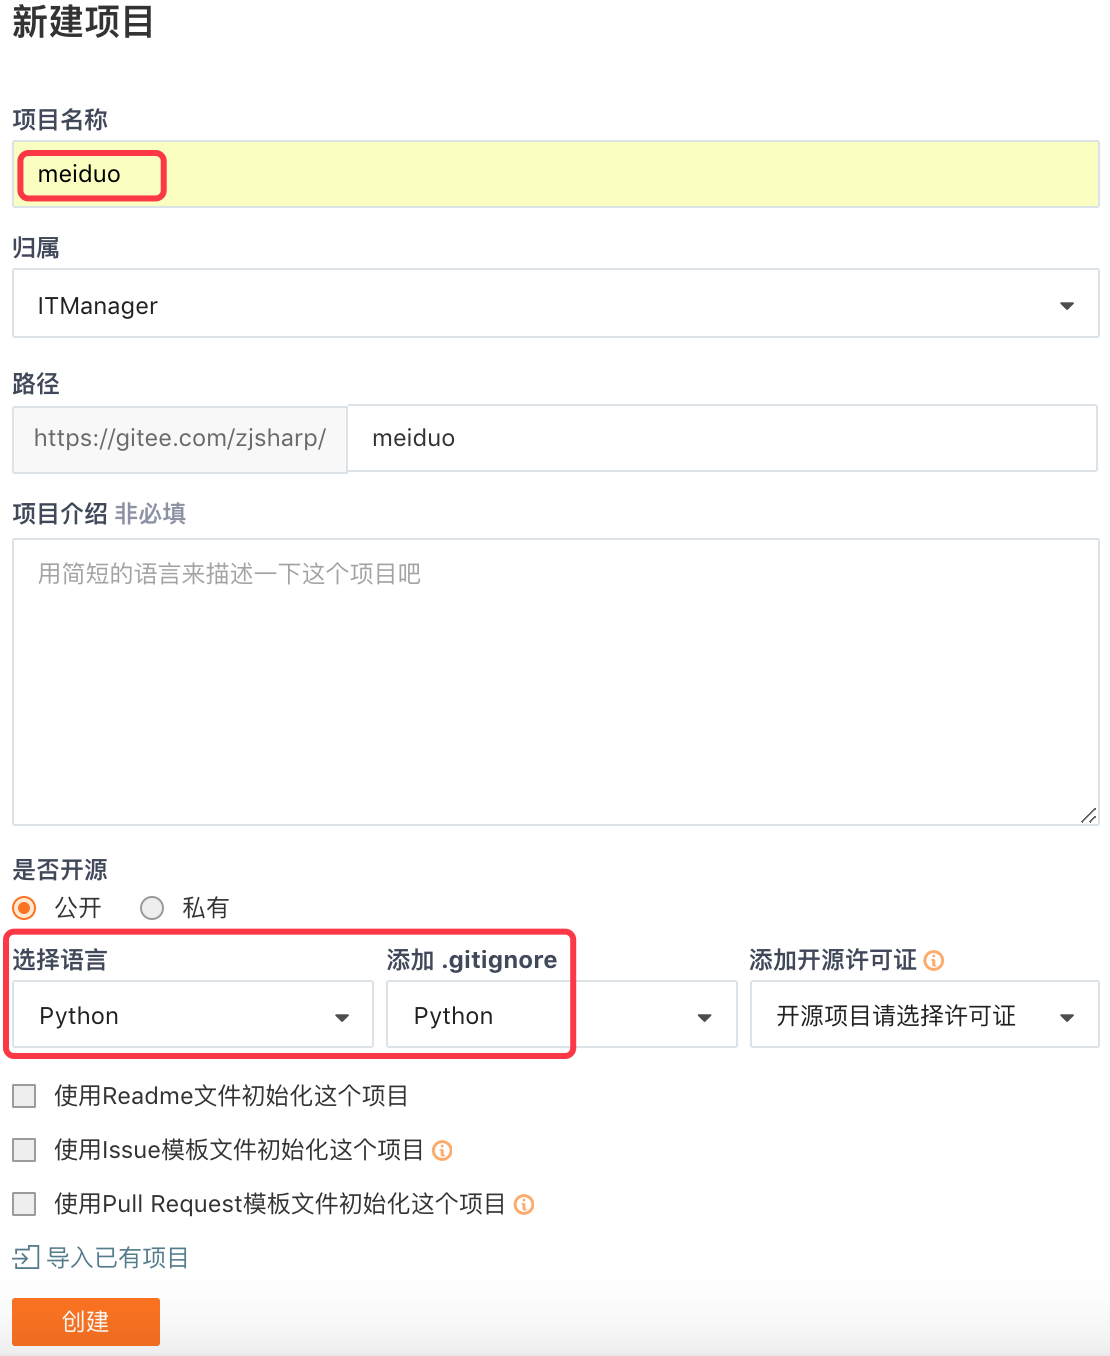 新建项目
项目名称
meiduo
归属
ITManager
路径
https://gitee.com/zjsharp/ meiduo
项目介绍 非必填
用简短的语言来描述一下这个项目吧
是否开源
公开 私有
选择语言 添加 .gitignore 添加开源许可证
Python Python 开源项目请选择许可证
使用Readme文件初始化这个项目
使用Issue模板文件初始化这个项目
使用Pull Request模板文件初始化这个项目
导入已有项目
创建